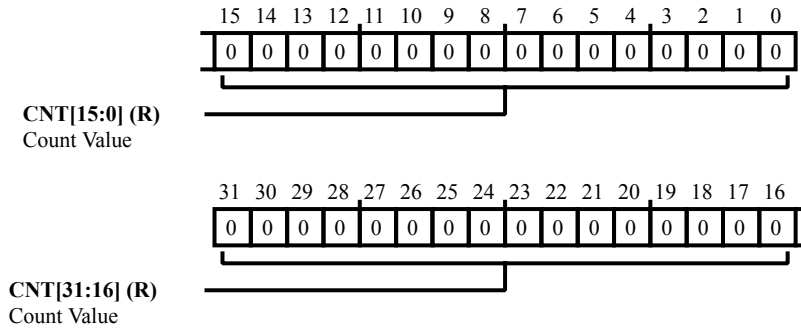 15 14 13 12 11 10 9 8 7 6 5 4 3 2 1 0
0 0 0 0 0 0 0 0 0 0 0 0 0 0 0 0
CNT[15:0] (R)
Count Value
31 30 29 28 27 26 25 24 23 22 21 20 19 18 17 16
0 0 0 0 0 0 0 0 0 0 0 0 0 0 0 0
CNT[31:16] (R)
Count Value